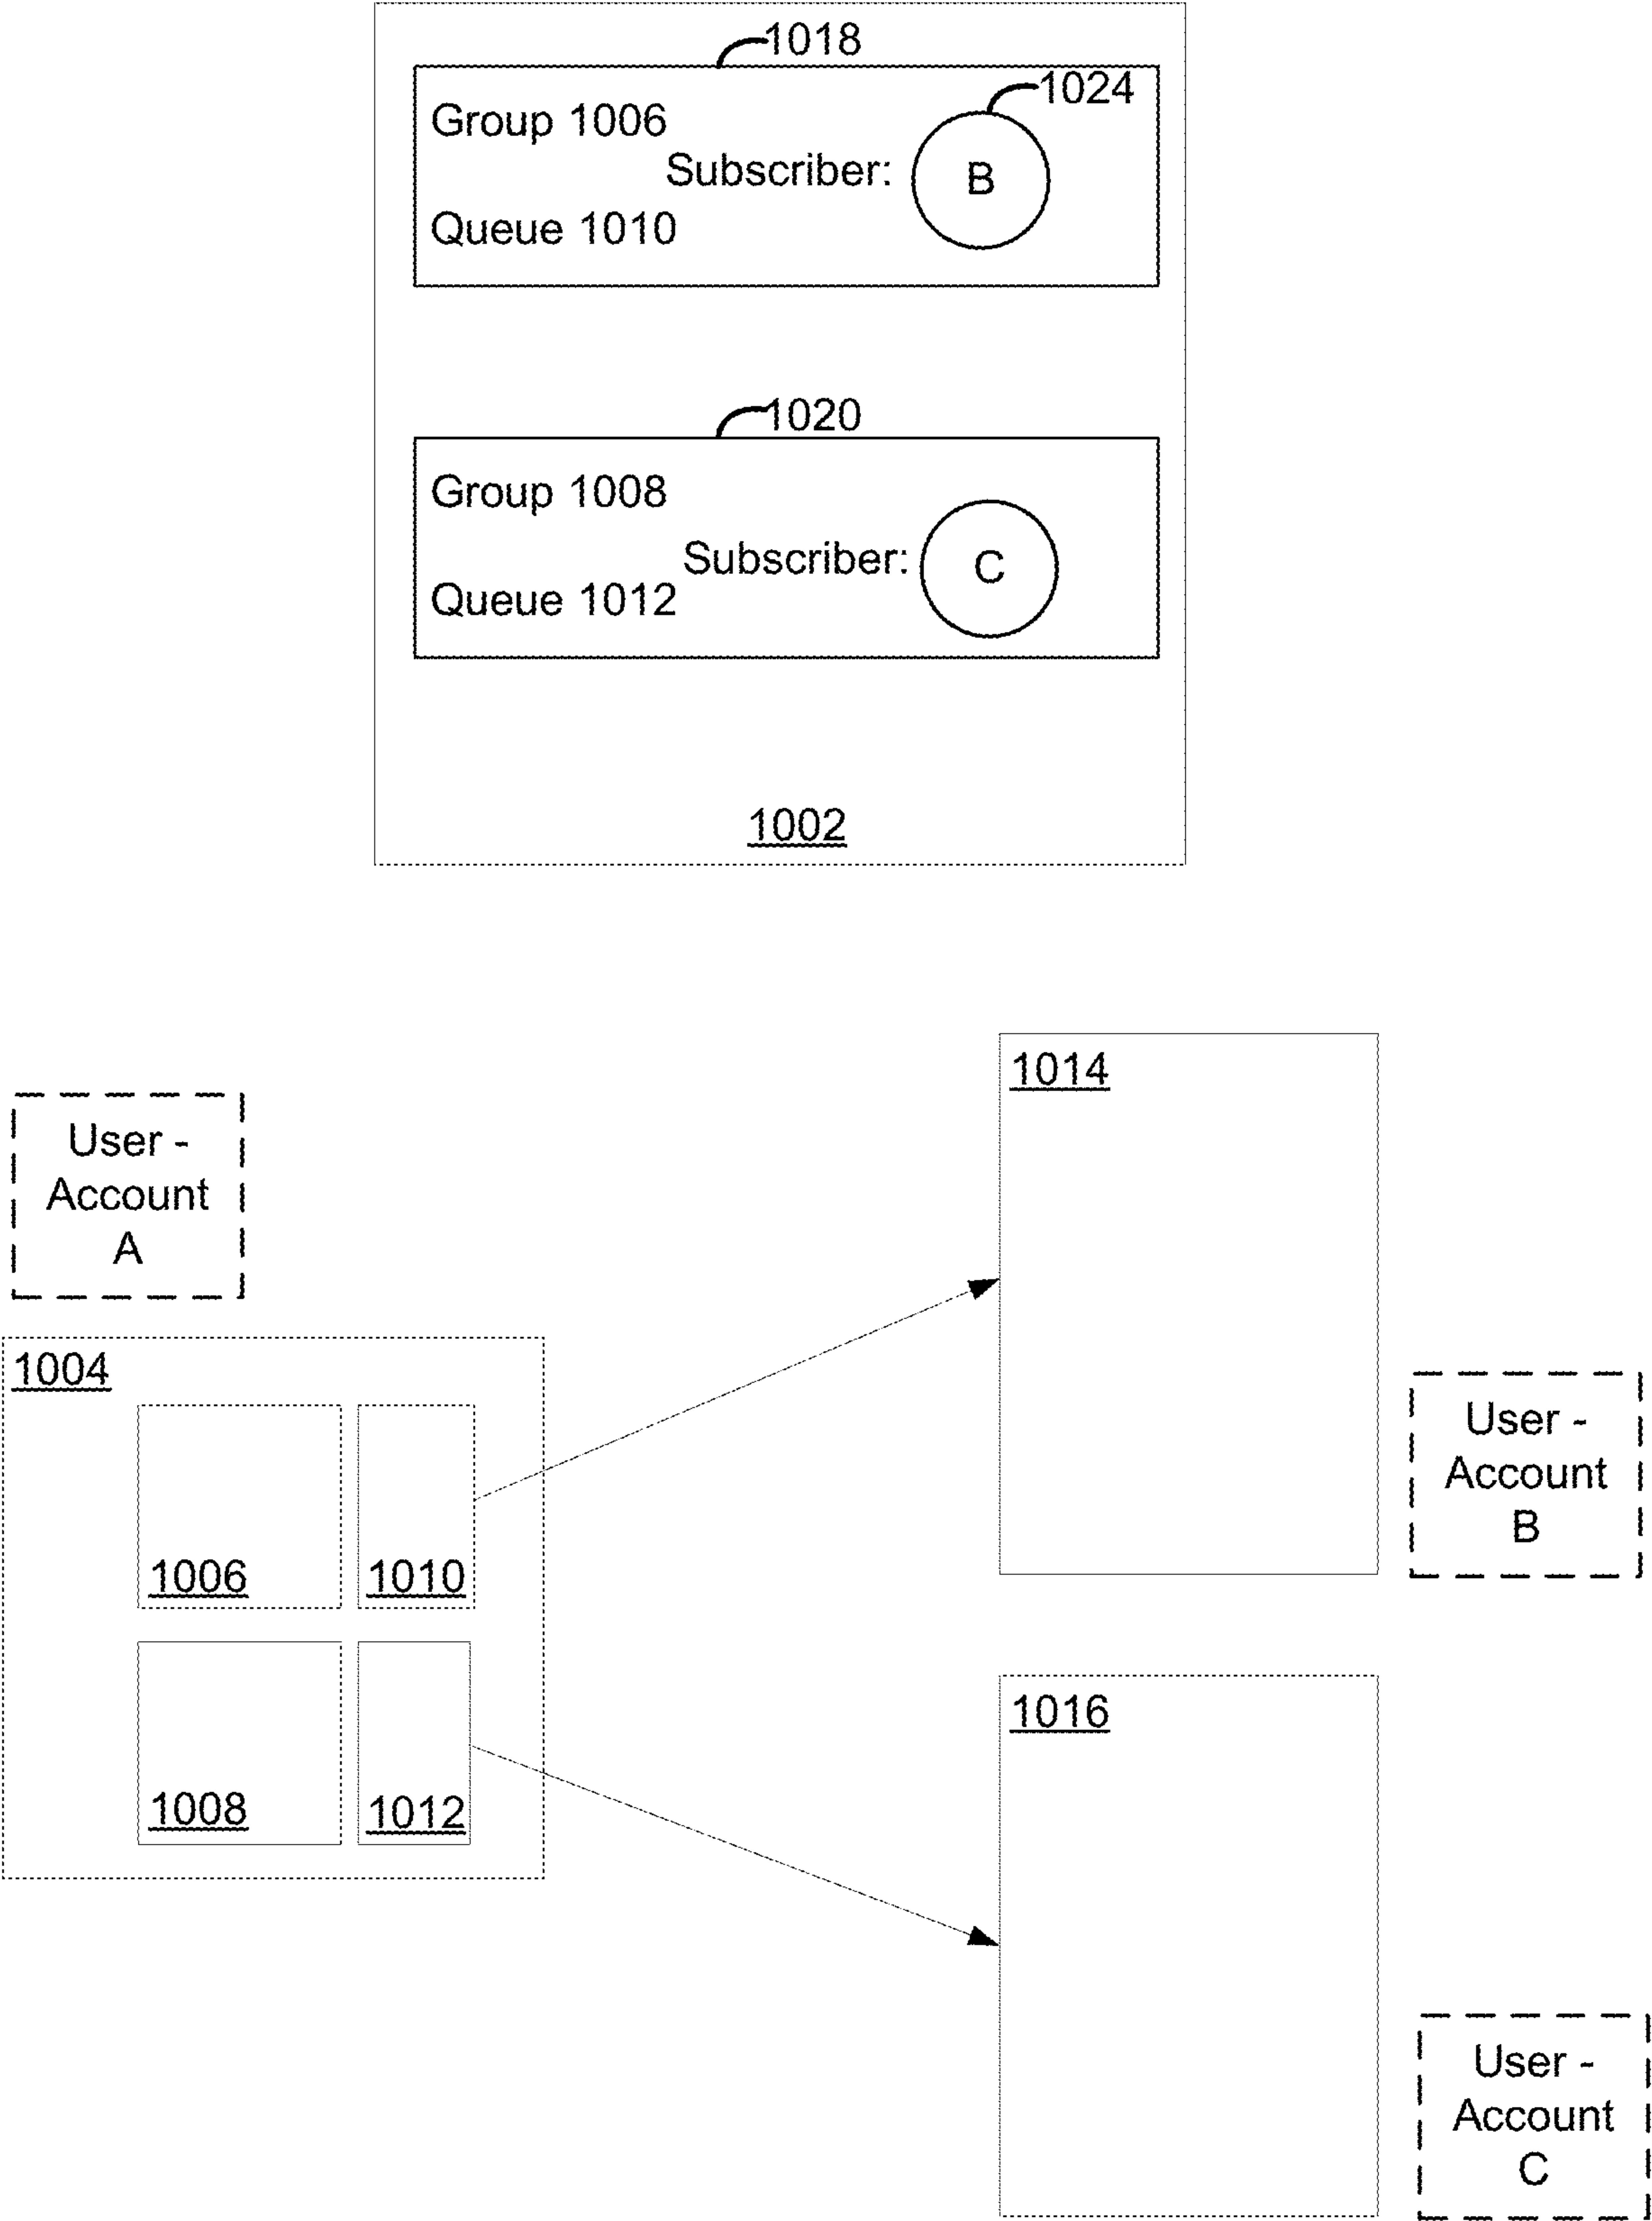 1018
1024
Group 1006
Subscriber:
B
Queue 1010
1020
Group 1008
Subscriber:
C
Queue 1012
1002
1014
User -
Account
A
1004
User -
Account
B
1006
1010
1016
1008
1012
User -
Account
C